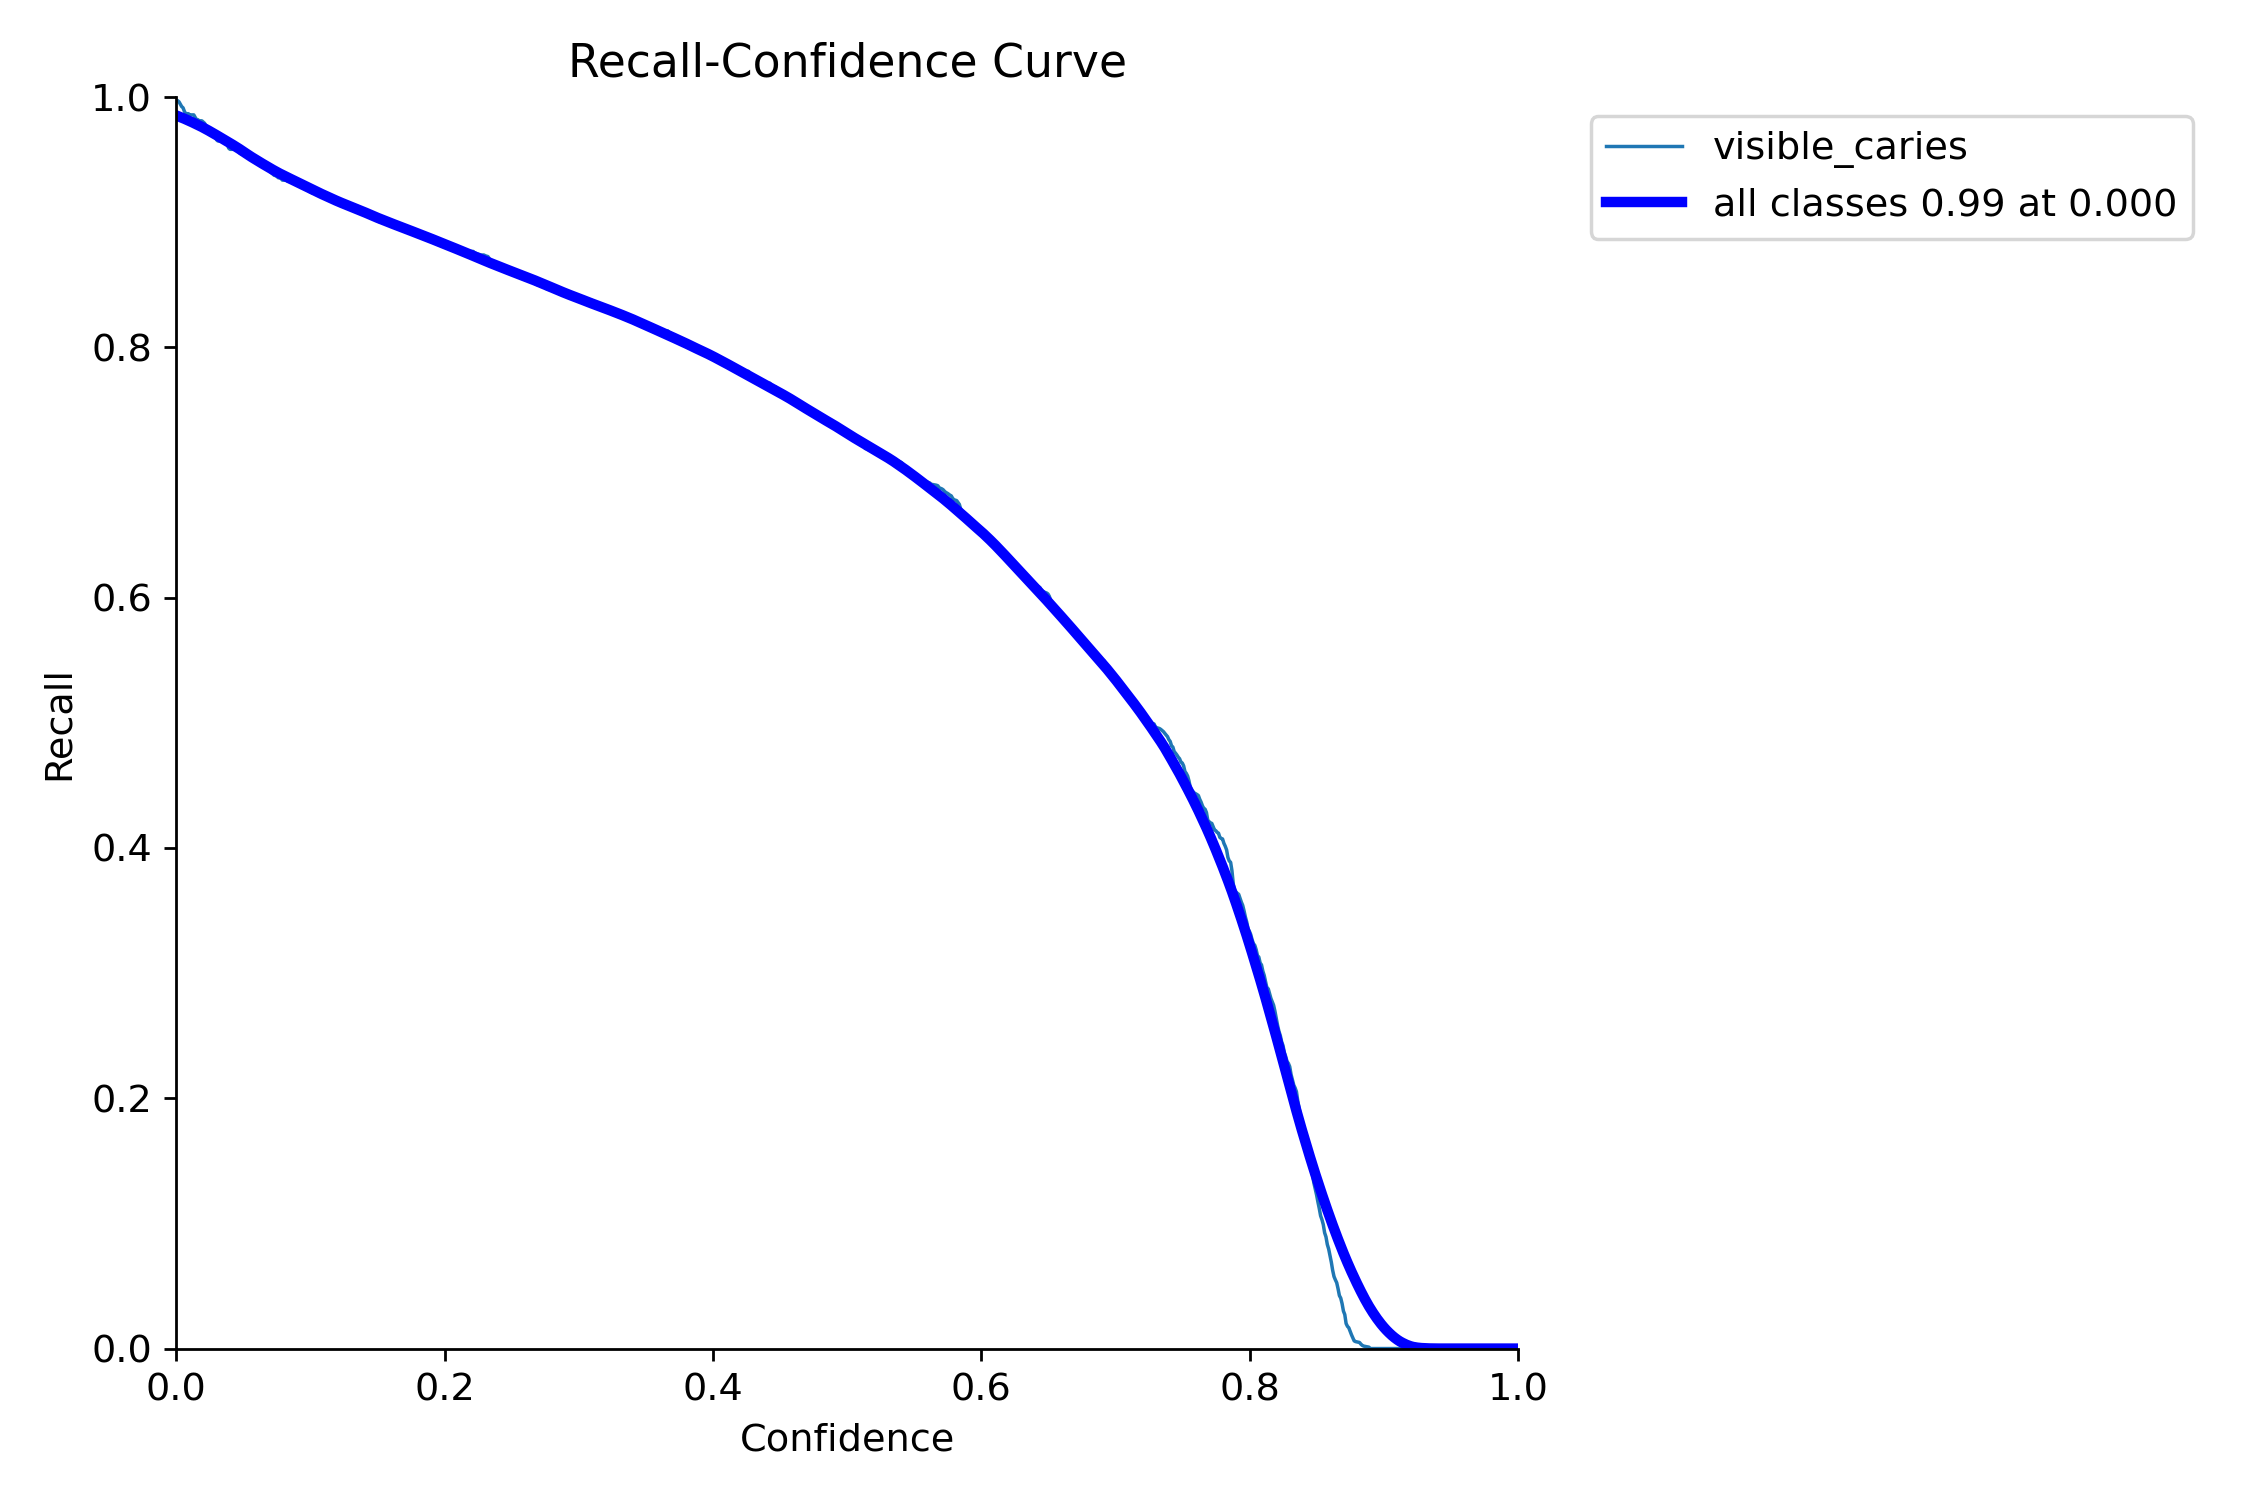 Recall-Confidence Curve
1.0
0.8
0.6
0.4
0.2
0.0
Recall
0.0 0.2 0.4 0.6 0.8 1.0
Confidence
visible_caries
all classes 0.99 at 0.000